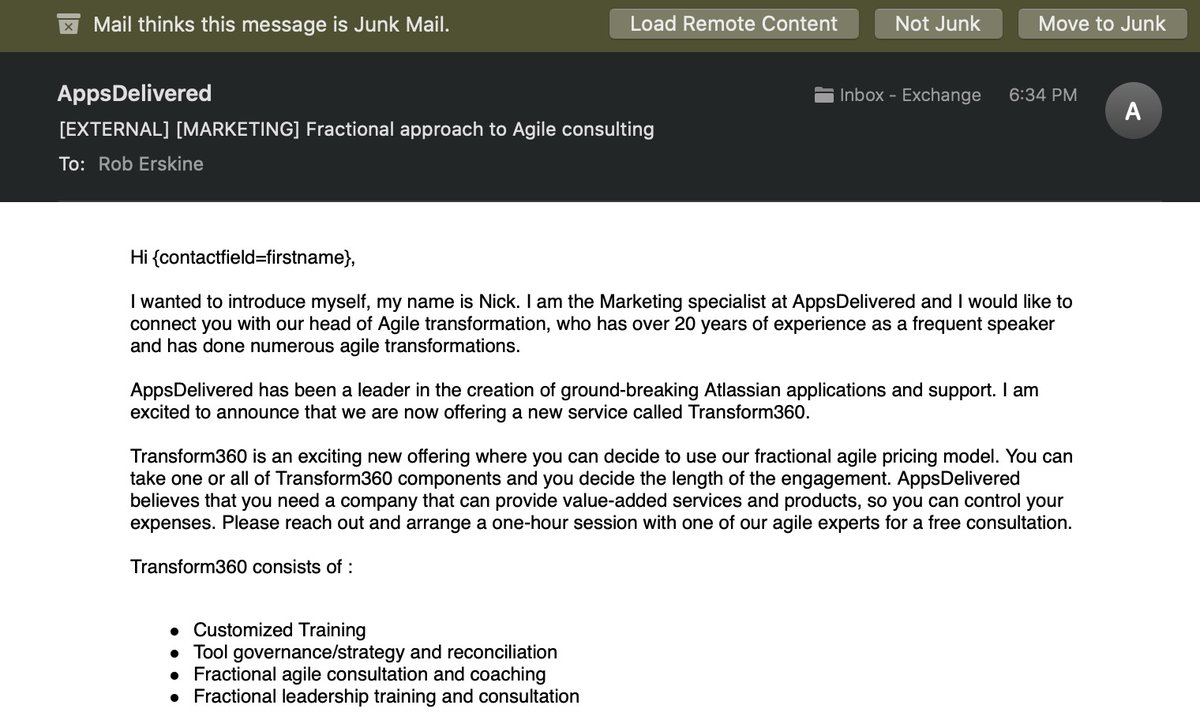 Mail thinks this message is Junk Mail.
Load Remote Content
Not Junk
Move to Junk
AppsDelivered
Inbox - Exchange
6:34 PM
A
[EXTERNAL] [MARKETING] Fractional approach to Agile consulting
To: Rob Erskine
Hi {contactfield=firstname},
I wanted to introduce myself, my name is Nick. I am the Marketing specialist at AppsDelivered and I would like to
connect you with our head of Agile transformation, who has over 20 years of experience as a frequent speaker
and has done numerous agile transformations.
AppsDelivered has been a leader in the creation of ground-breaking Atlassian applications and support. I am
excited to announce that we are now offering a new service called Transform360.
Transform360 is an exciting new offering where you can decide to use our fractional agile pricing model. You can
take one or all of Transform360 components and you decide the length of the engagement. AppsDelivered
believes that you need a company that can provide value-added services and products, so you can control your
expenses. Please reach out and arrange a one-hour session with one of our agile experts for a free consultation.
Transform360 consists of :
● Customized Training
● Tool governance/strategy and reconciliation
● Fractional agile consultation and coaching
● Fractional leadership training and consultation